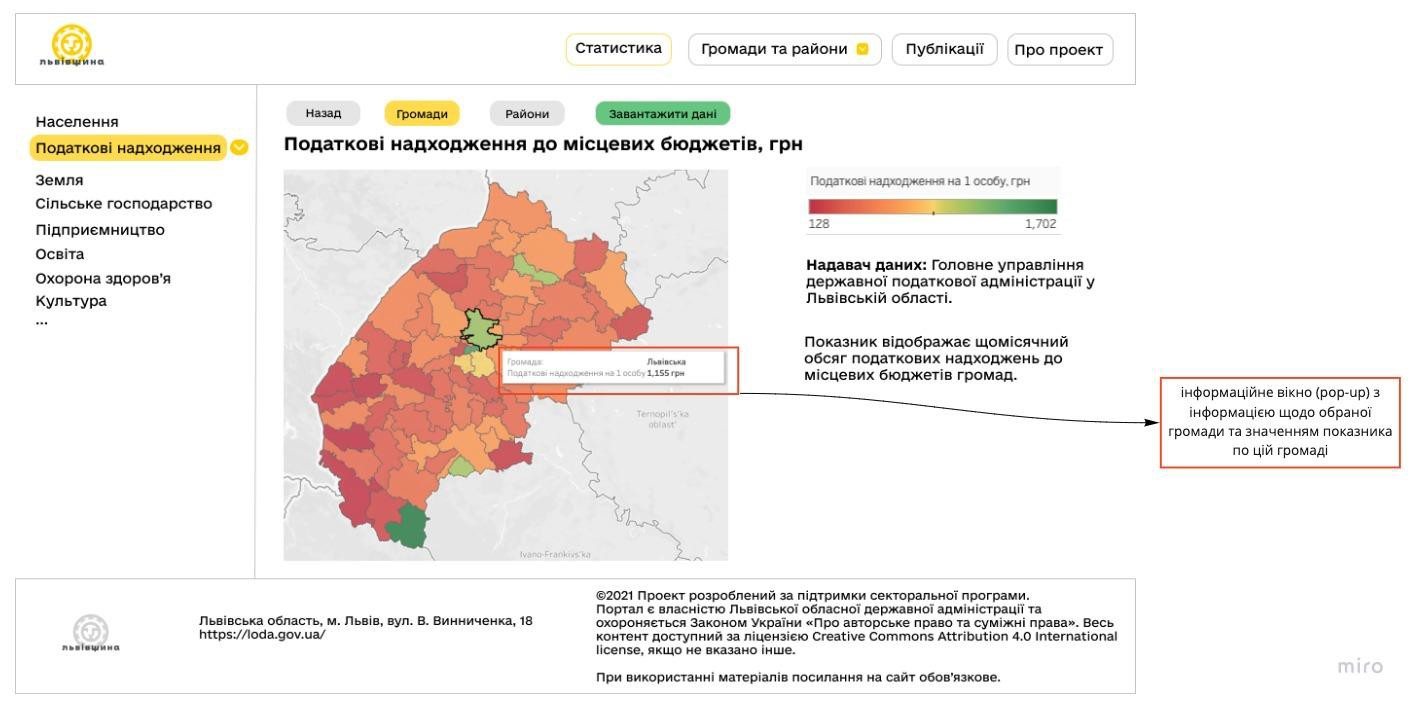 львівщина
Статистика
Громади та райони
Публікації
Про проект
Населення
Податкові надходження
Земля
Сільське господарство
Підприємництво
Освіта
Охорона здоров'я
Культура
...
Назад
Громади
Райони
Завантажити дані
Податкові надходження до місцевих бюджетів, грн
Громада: Львівська
Податкові надходження на 1 особу 1,155 грн
Ternopil's'ka
oblast'
Ivano-Frankivs'ka
Податкові надходження на 1 особу, грн
128 1,702
Надавач даних: Головне управління
державної податкової адміністрації у
Львівській області.
Показник відображає щомісячний
обсяг податкових надходжень до
місцевих бюджетів громад.
інформаційне вікно (pop-up) з
інформацією щодо обраної
громади та значенням показника
по цій громаді
львівщина
Львівська область, м. Львів, вул. В. Винниченка, 18
https://loda.gov.ua/
©2021 Проект розроблений за підтримки секторальної програми.
Портал є власністю Львівської обласної державної адміністрації та
охороняється Законом України «Про авторське право та суміжні права». Весь
контент доступний за ліцензією Creative Commons Attribution 4.0 International
license, якщо не вказано інше.
При використанні матеріалів посилання на сайт обов'язкове.
miro